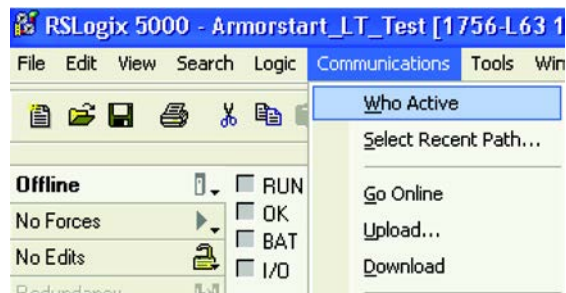 RSLogix 5000 - Armorstart_LT_Test [1756-L63 1
File Edit View Search Logic Communications Tools Win
Who Active
Select Recent Path...
Offline RUN
Go Online
No Forces OK
Upload...
BAT
No Edits I/O
Download
Redundancy